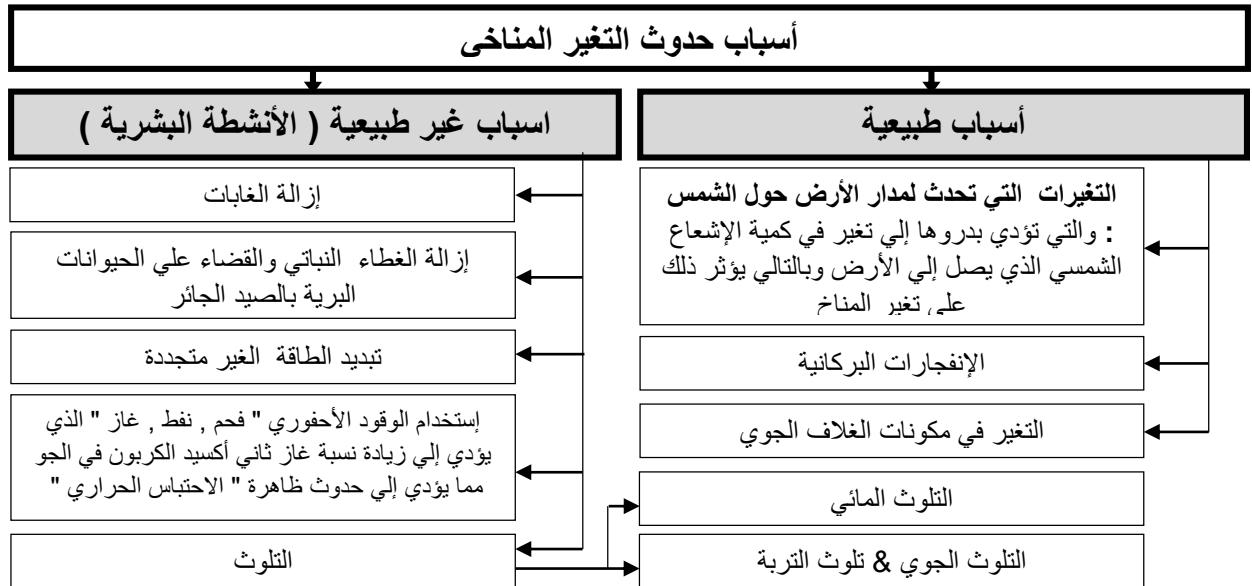 أسباب حدوث التغير المناخى
أسباب طبيعية
اسباب غير طبيعية ( الأنشطة البشرية )
التغيرات التي تحدث لمدار الأرض حول الشمس
: والتي تؤدي بدروها إلي تغير في كمية الإشعاع
الشمسي الذي يصل إلي الأرض وبالتالي يؤثر ذلك
على تغير المناخ
الإنفجارات البركانية
التغير في مكونات الغلاف الجوي
إزالة الغابات
إزالة الغطاء النباتي والقضاء علي الحيوانات
البرية بالصيد الجائر
تبديد الطاقة الغير متجددة
إستخدام الوقود الأحفوري " فحم , نفط , غاز " الذي
يؤدي إلي زيادة نسبة غاز ثاني أكسيد الكربون في الجو
مما يؤدي إلي حدوث ظاهرة " الاحتباس الحراري "
التلوث
التلوث المائي
التلوث الجوي & تلوث التربة